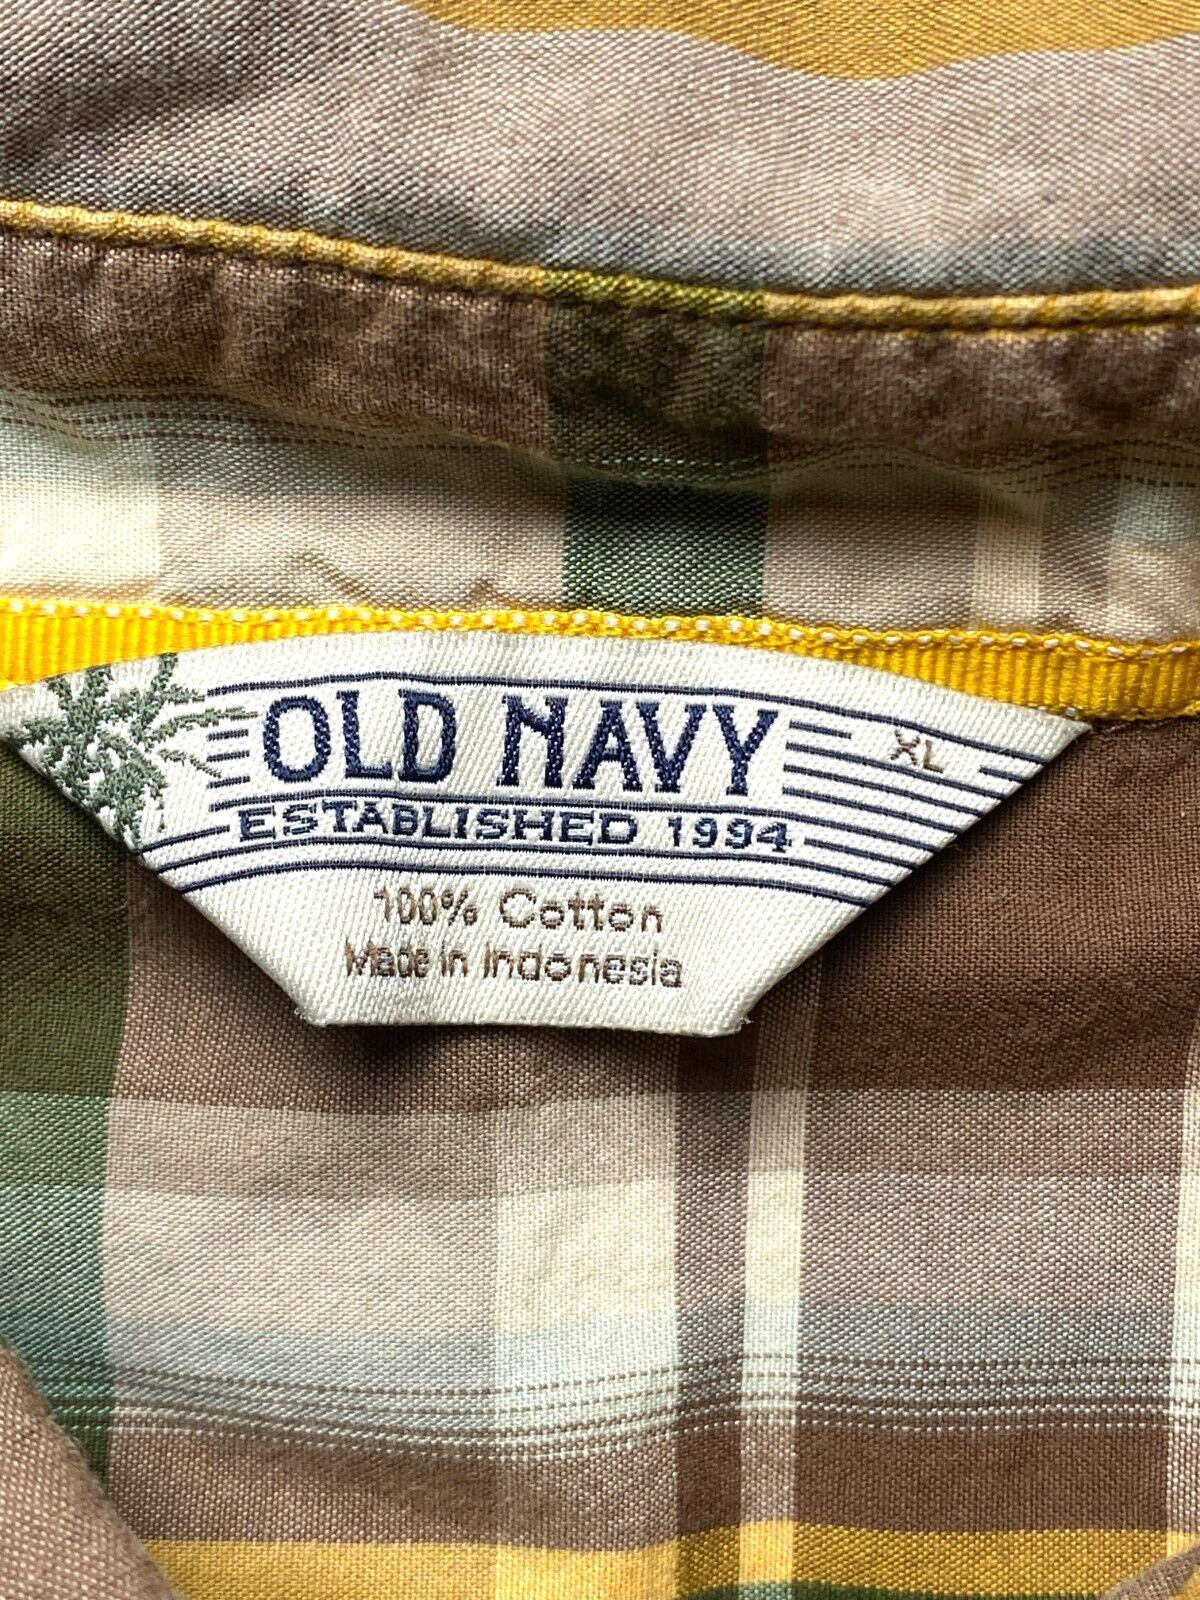 OLD NAVY
XL
ESTABLISHED 1994
100% Cotton
Made in Indonesia